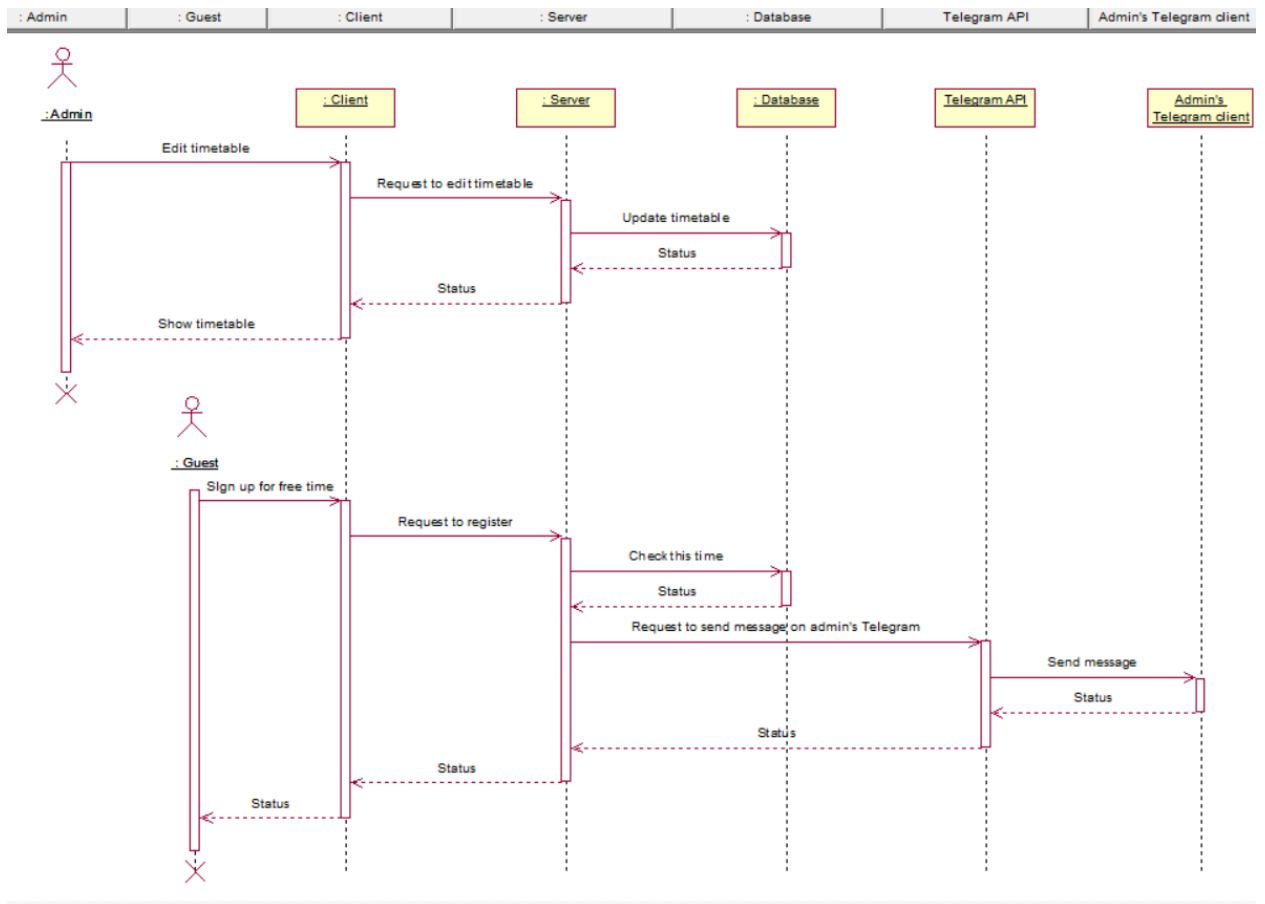 : Admin
: Guest
: Client
: Server
: Database
Telegram API
Admin's Telegram client
:Admin
: Client
: Server
: Database
Telegram API
Admin's
Telegram client
Edit timetable
Request to edit timetable
Update timetable
Status
Status
Show timetable
: Guest
SIgn up for free time
Request to register
Check this time
Status
Request to send message on admin's Telegram
Send message
Status
Status
Status
Status